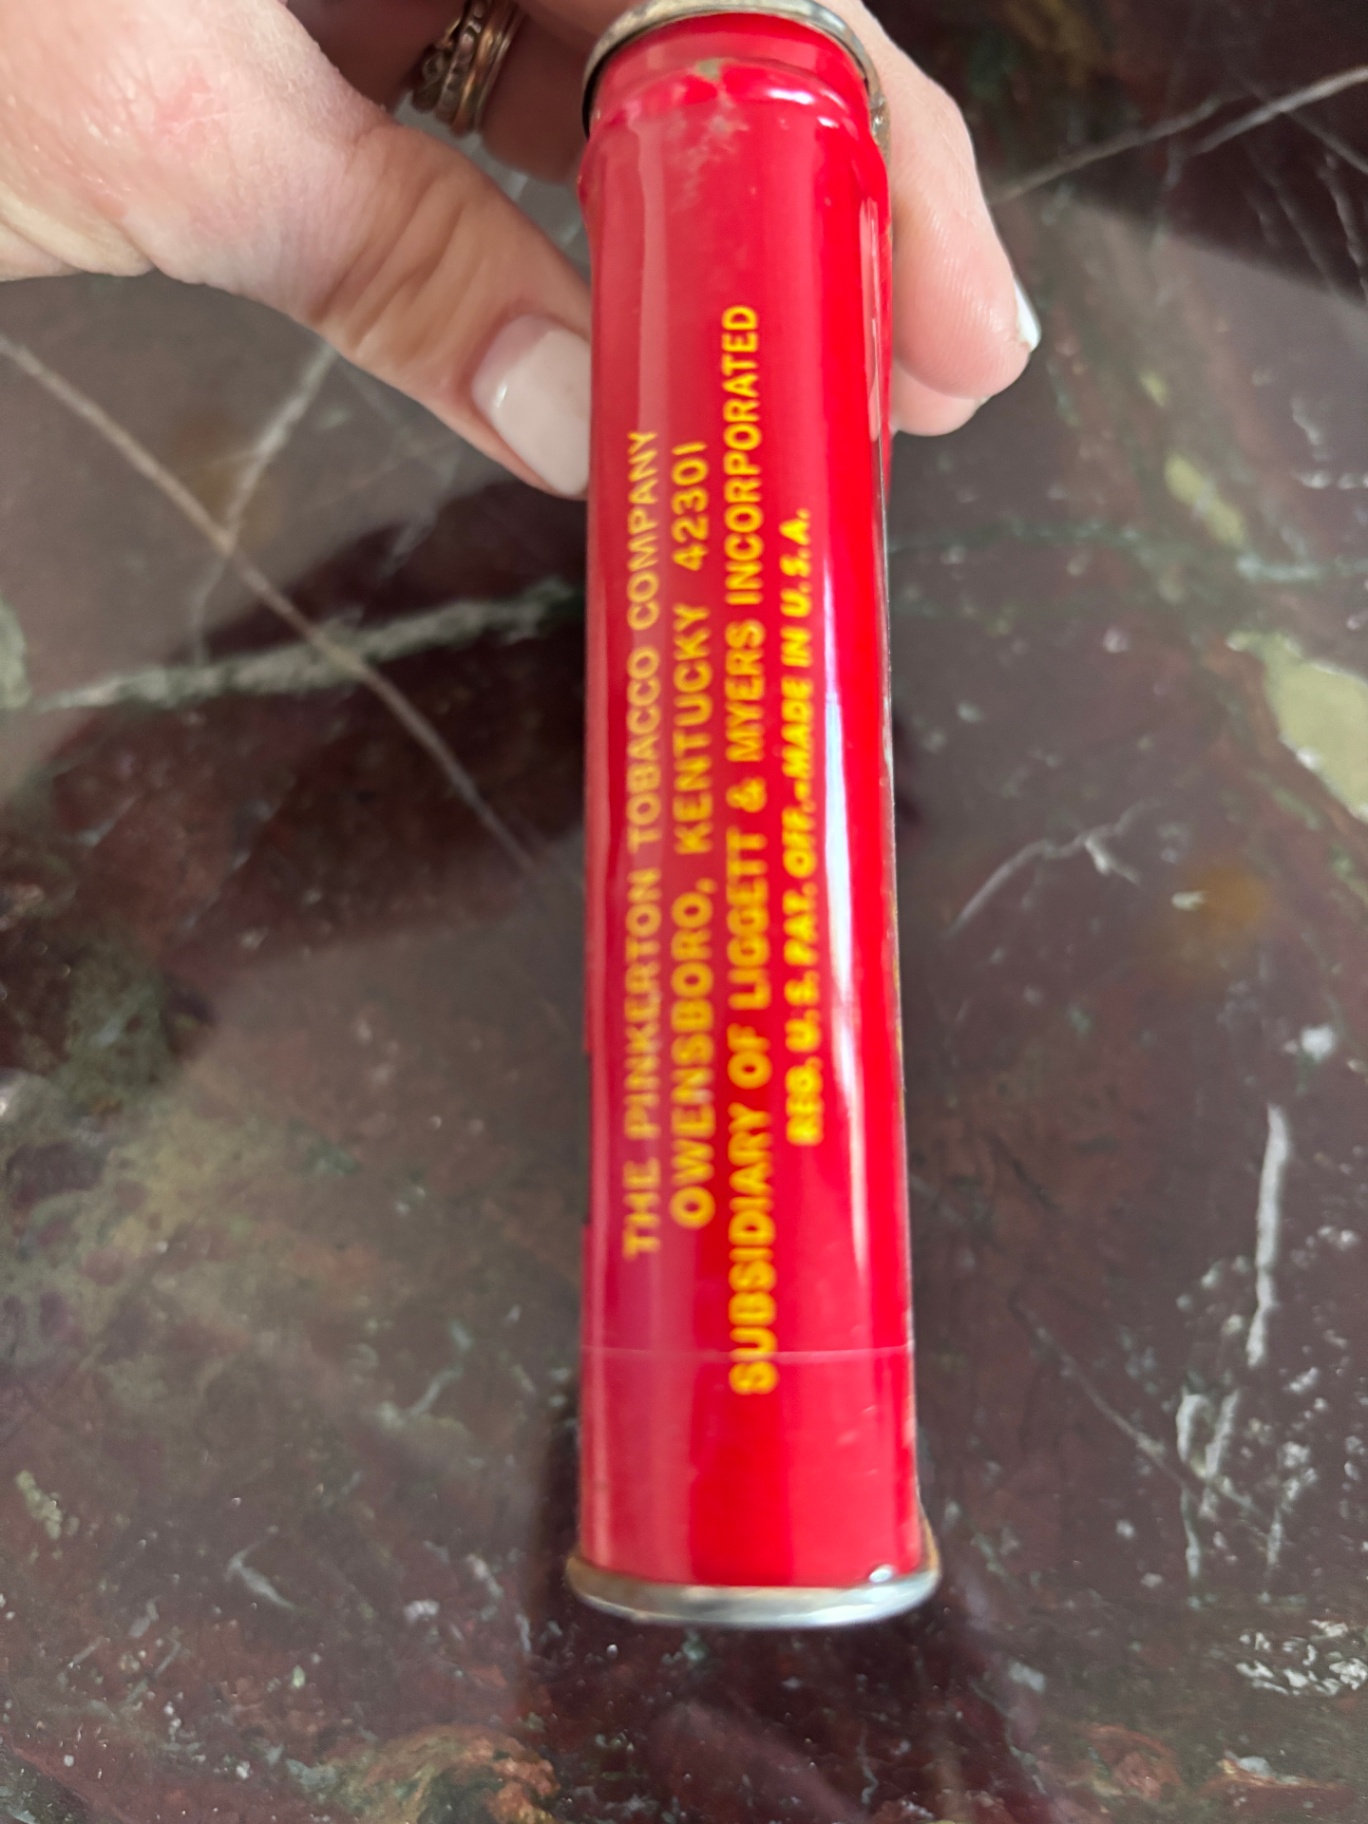 THE PINKERTON TOBACCO COMPANY
OWENSBORO, KENTUCKY 42301
SUBSIDIARY OF LIGGETT & MYERS INCORPORATED
REG. U.S. PAT. OFF.-MADE IN U.S.A.